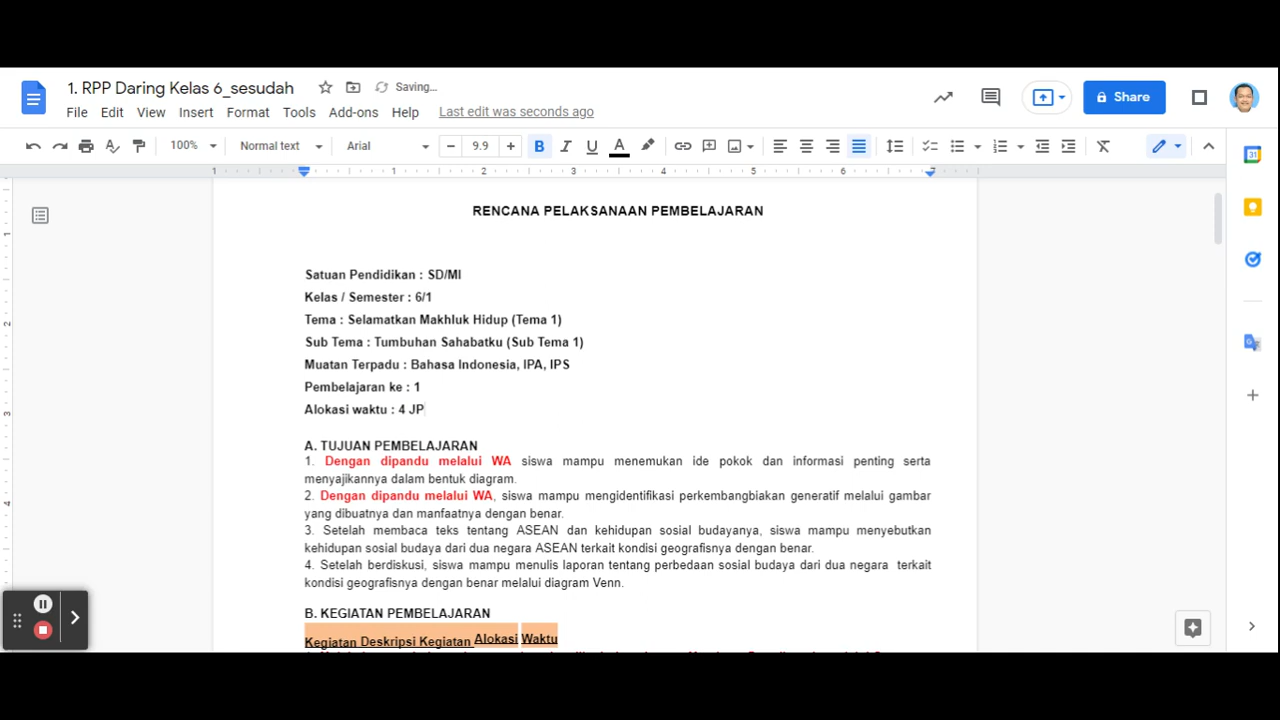 1. RPP Daring Kelas 6_sesudah
Saving…
File Edit View Insert Format Tools Add-ons Help Last edit was seconds ago
Share
100% Normal text Arial 9.9
1 1 2 3 4 5 6 7
RENCANA PELAKSANAAN PEMBELAJARAN
Satuan Pendidikan : SD/MI
Kelas / Semester : 6/1
Tema : Selamatkan Makhluk Hidup (Tema 1)
Sub Tema : Tumbuhan Sahabatku (Sub Tema 1)
Muatan Terpadu : Bahasa Indonesia, IPA, IPS
Pembelajaran ke : 1
Alokasi waktu : 4 JP
A. TUJUAN PEMBELAJARAN
1. Dengan dipandu melalui WA siswa mampu menemukan ide pokok dan informasi penting serta
menyajikannya dalam bentuk diagram.
2. Dengan dipandu melalui WA, siswa mampu mengidentifikasi perkembangbiakan generatif melalui gambar
yang dibuatnya dan manfaatnya dengan benar.
3. Setelah membaca teks tentang ASEAN dan kehidupan sosial budayanya, siswa mampu menyebutkan
kehidupan sosial budaya dari dua negara ASEAN terkait kondisi geografisnya dengan benar.
4. Setelah berdiskusi, siswa mampu menulis laporan tentang perbedaan sosial budaya dari dua negara terkait
kondisi geografisnya dengan benar melalui diagram Venn.
B. KEGIATAN PEMBELAJARAN
Kegiatan Deskripsi Kegiatan Alokasi Waktu